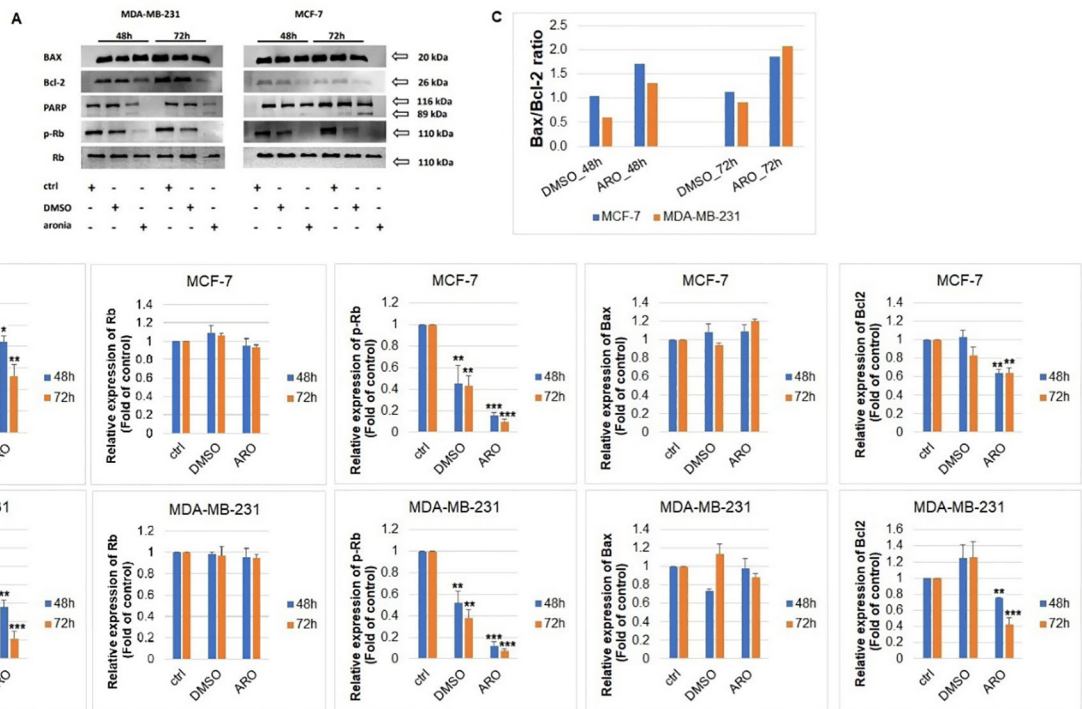 A
MDA-MB-231 MCF-7
48h 72h 48h 72h
BAX 20 kDa
Bcl-2 26 kDa
PARP 116 kDa
89 kDa
p-Rb 110 kDa
Rb 110 kDa
ctrl + - - + - - + - - + - -
DMSO - + - - + - - + - - + -
aronia - - + - - + - - + - - +
C
Bax/Bcl-2 ratio
2.5
2.0
1.5
1.0
0.5
0.0
DMSO_48h ARO_48h DMSO_72h ARO_72h
MCF-7 MDA-MB-231
*
**
48h
72h
RO
MCF-7
Relative expression of Rb
(Fold of control)
1.4
1.2
1
0.8
0.6
0.4
0.2
0
ctrl DMSO ARO
48h
72h
MCF-7
Relative expression of p-Rb
(Fold of control)
1.2
1
0.8
0.6
0.4
0.2
0
** ** *** ***
ctrl DMSO ARO
48h
72h
MCF-7
Relative expression of Bax
(Fold of control)
1.4
1.2
1
0.8
0.6
0.4
0.2
0
ctrl DMSO ARO
48h
72h
MCF-7
Relative expression of Bcl2
(Fold of control)
1.4
1.2
1
0.8
0.6
0.4
0.2
0
** **
ctrl DMSO ARO
48h
72h
31
**
***
48h
72h
RO
MDA-MB-231
Relative expression of Rb
(Fold of control)
1.2
1
0.8
0.6
0.4
0.2
0
ctrl DMSO ARO
48h
72h
MDA-MB-231
Relative expression of p-Rb
(Fold of control)
1.2
1
0.8
0.6
0.4
0.2
0
** ** *** ***
ctrl DMSO ARO
48h
72h
MDA-MB-231
Relative expression of Bax
(Fold of control)
1.4
1.2
1
0.8
0.6
0.4
0.2
0
ctrl DMSO ARO
48h
72h
MDA-MB-231
Relative expression of Bcl2
(Fold of control)
1.6
1.4
1.2
1
0.8
0.6
0.4
0.2
0
** ***
ctrl DMSO ARO
48h
72h